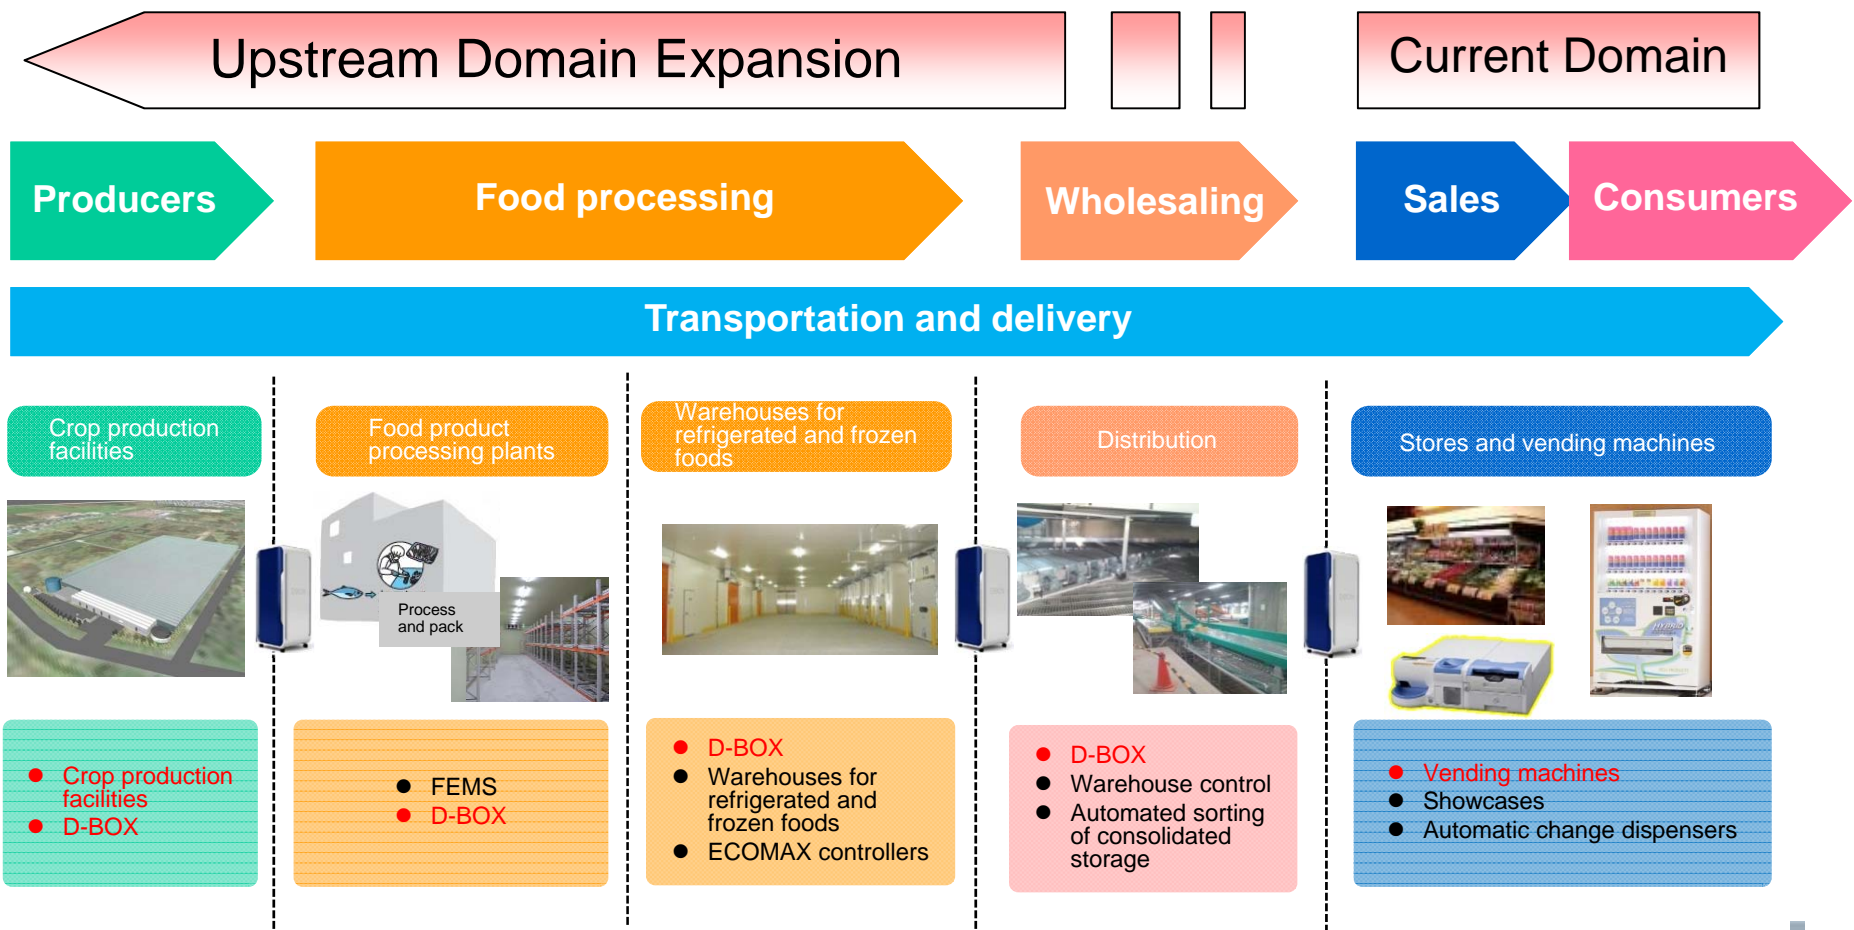 Upstream Domain Expansion
Current Domain
Producers
Food processing
Wholesaling
Sales
Consumers
Transportation and delivery
Crop production
facilities
Food product
processing plants
Warehouses for
refrigerated and frozen
foods
Distribution
Stores and vending machines
Process
and pack
● Crop production
facilities
● D-BOX
● FEMS
● D-BOX
● D-BOX
● Warehouses for
refrigerated and
frozen foods
● ECOMAX controllers
● D-BOX
● Warehouse control
● Automated sorting
of consolidated
storage
● Vending machines
● Showcases
● Automatic change dispensers